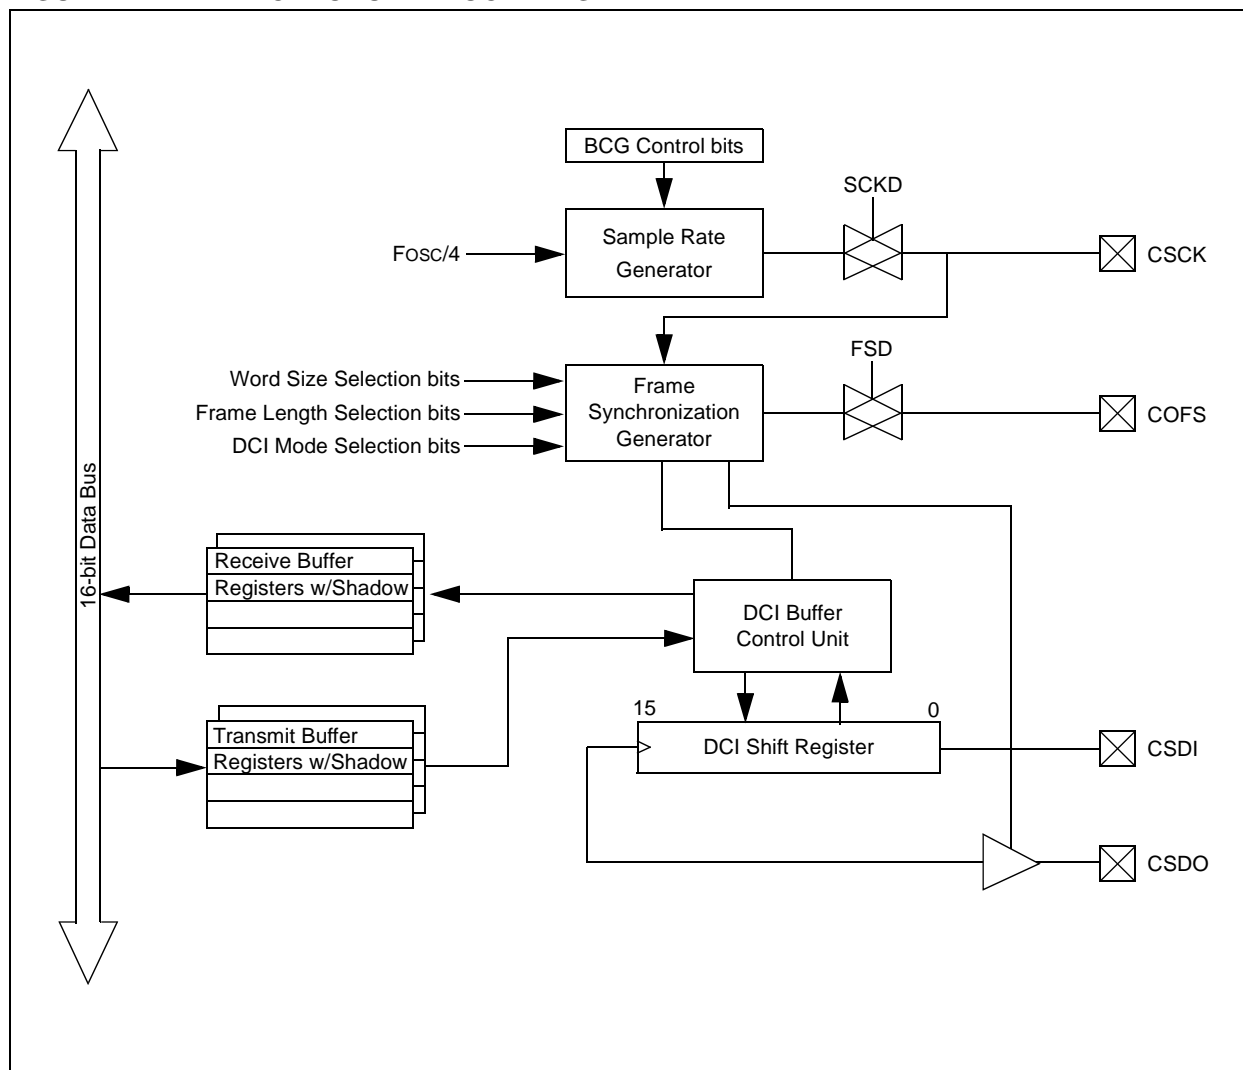 BCG Control bits
SCKD
Sample Rate
Generator
FOSC/4
CSCK
FSD
Word Size Selection bits
Frame Length Selection bits
DCI Mode Selection bits
Frame
Synchronization
Generator
COFS
16-bit Data Bus
Receive Buffer
Registers w/Shadow
DCI Buffer
Control Unit
15
0
Transmit Buffer
Registers w/Shadow
DCI Shift Register
CSDI
CSDO